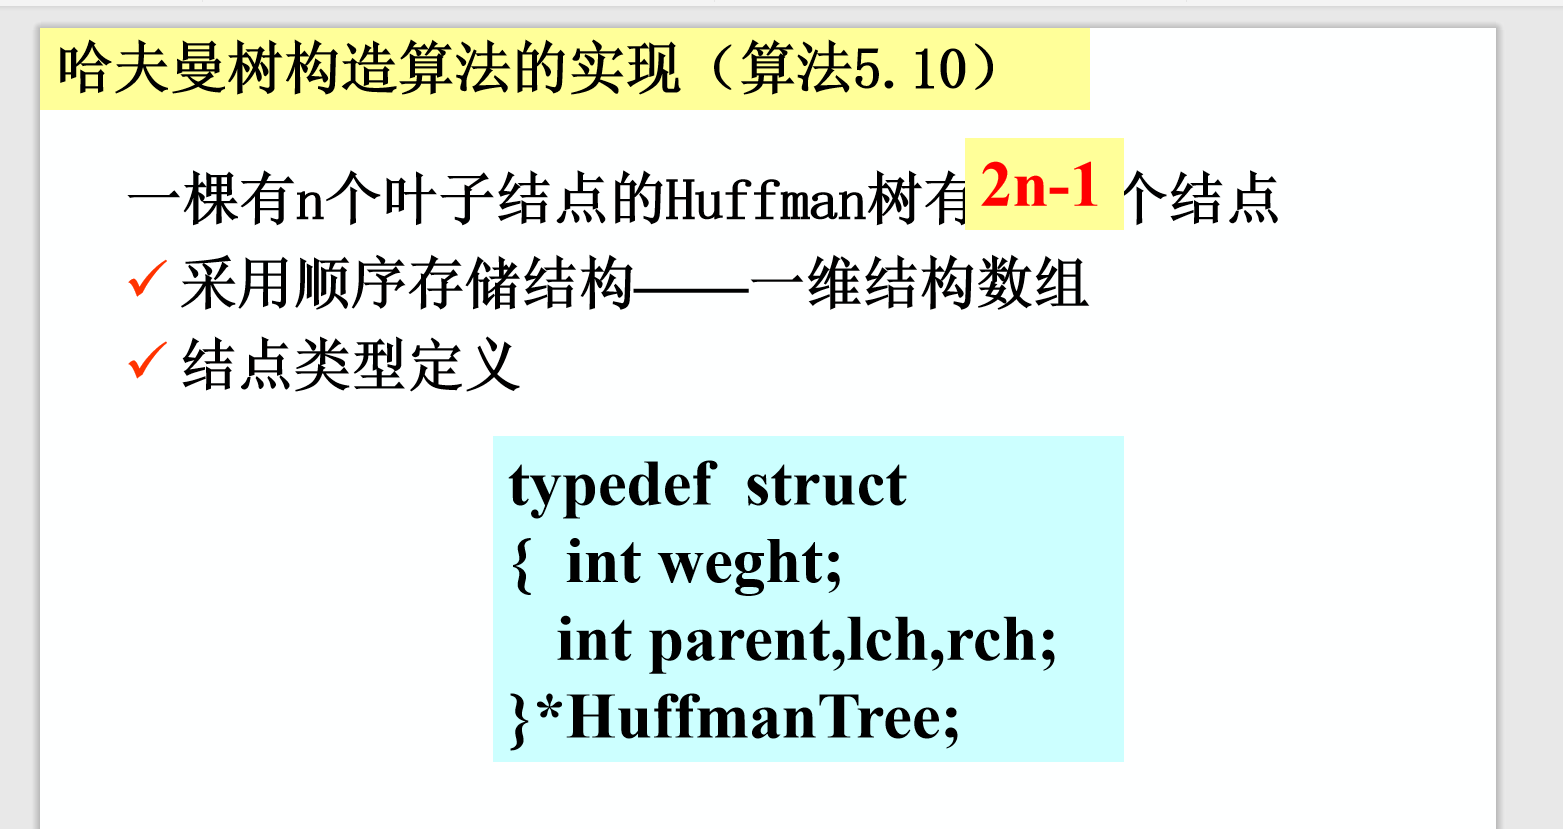 哈夫曼树构造算法的实现（算法5.10）
一棵有n个叶子结点的Huffman树有2n-1个结点
✓ 采用顺序存储结构——一维结构数组
✓ 结点类型定义
typedef struct
{ int weght;
int parent,lch,rch;
}*HuffmanTree;